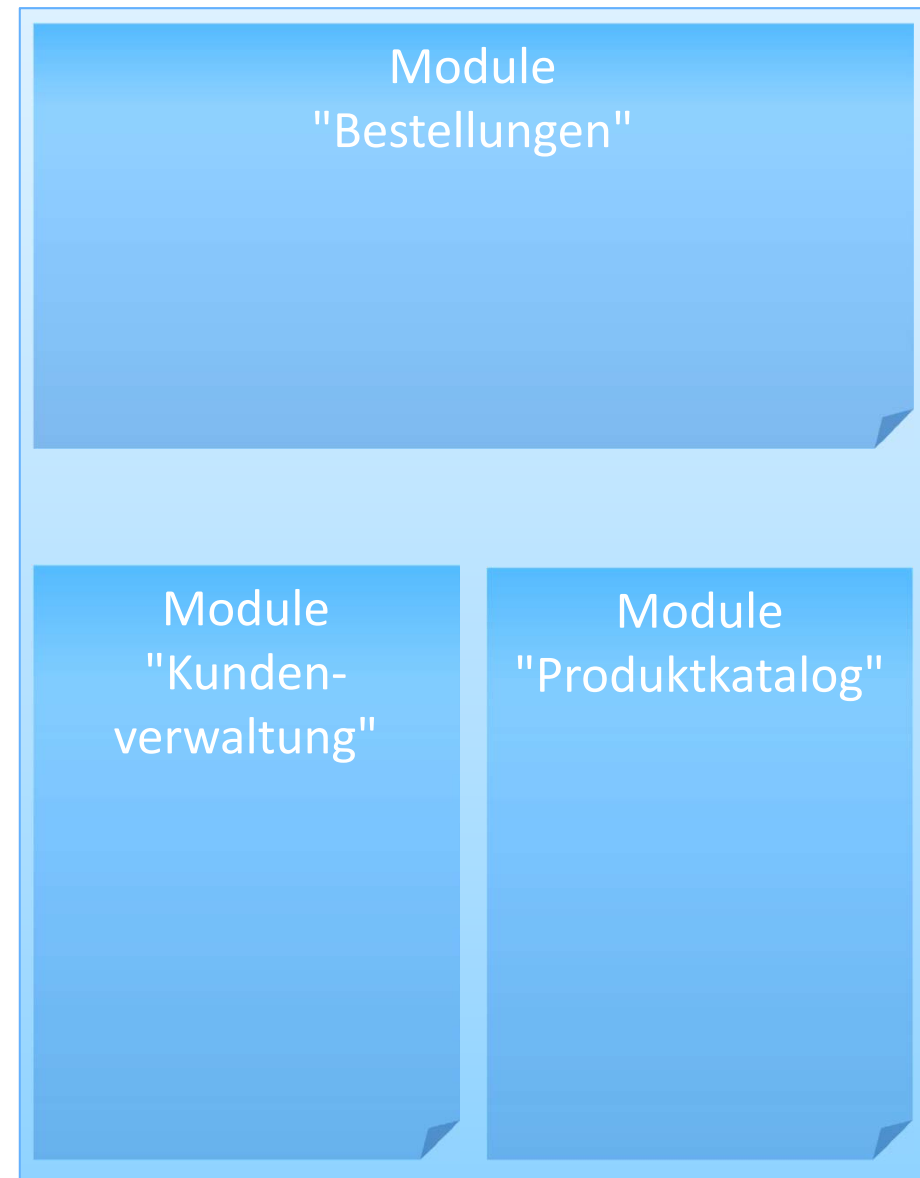 Module
"Bestellungen"
Module
"Kunden-
verwaltung"
Module
"Produktkatalog"